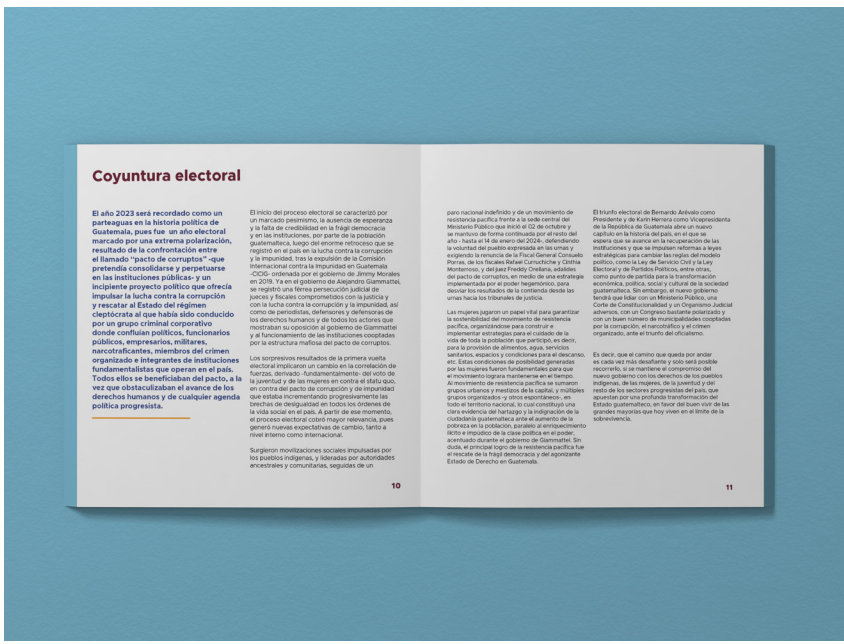 Coyuntura electoral
El año 2023 será recordado como un
parteaguas en la historia política de
Guatemala, pues fue un año electoral
marcado por una extrema polarización,
resultado de la confrontación entre
el llamado “pacto de corruptos” -que
pretendía consolidarse y perpetuarse
en las instituciones públicas- y un
incipiente proyecto político que ofrecía
impulsar la lucha contra la corrupción
y rescatar al Estado del régimen
cleptócrata al que había sido conducido
por un grupo criminal corporativo
donde confluían políticos, funcionarios
públicos, empresarios, militares,
narcotraficantes, miembros del crimen
organizado e integrantes de instituciones
fundamentalistas que operan en el país.
Todos ellos se beneficiaban del pacto, a la
vez que obstaculizaban el avance de los
derechos humanos y de cualquier agenda
política progresista.
El inicio del proceso electoral se caracterizó por
un marcado pesimismo, la ausencia de esperanza
y la falta de credibilidad en la frágil democracia
y en las instituciones, por parte de la población
guatemalteca, luego del enorme retroceso que se
registró en el país en la lucha contra la corrupción
y la impunidad, tras la expulsión de la Comisión
Internacional contra la Impunidad en Guatemala
-CICIG- ordenada por el gobierno de Jimmy Morales
en 2019. Ya en el gobierno de Alejandro Giammattei,
se registró una férrea persecución judicial de
jueces y fiscales comprometidos con la justicia y
con la lucha contra la corrupción y la impunidad, así
como de periodistas, defensores y defensoras de
los derechos humanos y de todos los actores que
mostraban su oposición al gobierno de Giammattei
y al funcionamiento de las instituciones cooptadas
por la estructura mafiosa del pacto de corruptos.
Los sorpresivos resultados de la primera vuelta
electoral implicaron un cambio en la correlación de
fuerzas, derivado -fundamentalmente- del voto de
la juventud y de las mujeres en contra el statu quo,
en contra del pacto de corrupción y de impunidad
que estaba incrementando progresivamente las
brechas de desigualdad en todos los órdenes de
la vida social en el país. A partir de ese momento,
el proceso electoral cobró mayor relevancia, pues
generó nuevas expectativas de cambio, tanto a
nivel interno como internacional.
Surgieron movilizaciones sociales impulsadas por
los pueblos indígenas, y lideradas por autoridades
ancestrales y comunitarias, seguidas de un
10
paro nacional indefinido y de un movimiento de
resistencia pacífica frente a la sede central del
Ministerio Público que inició el 02 de octubre y
se mantuvo de forma continuada por el resto del
año - hasta el 14 de enero del 2024-, defendiendo
la voluntad del pueblo expresada en las urnas y
exigiendo la renuncia de la Fiscal General Consuelo
Porras, de los fiscales Rafael Curruchiche y Cinthia
Monterroso, y del juez Freddy Orellana, adalides
del pacto de corruptos, en medio de una estrategia
implementada por el poder hegemónico, para
desviar los resultados de la contienda desde las
urnas hacia los tribunales de justicia.
Las mujeres jugaron un papel vital para garantizar
la sostenibilidad del movimiento de resistencia
pacífica, organizándose para construir e
implementar estrategias para el cuidado de la
vida de toda la población que participó, es decir,
para la provisión de alimentos, agua, servicios
sanitarios, espacios y condiciones para el descanso,
etc. Estas condiciones de posibilidad generadas
por las mujeres fueron fundamentales para que
el movimiento lograra mantenerse en el tiempo.
Al movimiento de resistencia pacífica se sumaron
grupos urbanos y mestizos de la capital, y múltiples
grupos organizados -y otros espontáneos-, en
todo el territorio nacional, lo cual constituyó una
clara evidencia del hartazgo y la indignación de la
ciudadanía guatemalteca ante el aumento de la
pobreza en la población, paralelo al enriquecimiento
ilícito e impúdico de la clase política en el poder,
acentuado durante el gobierno de Giammattei. Sin
duda, el principal logro de la resistencia pacífica fue
el rescate de la frágil democracia y del agonizante
Estado de Derecho en Guatemala.
El triunfo electoral de Bernardo Arévalo como
Presidente y de Karin Herrera como Vicepresidenta
de la República de Guatemala abre un nuevo
capítulo en la historia del país, en el que se
espera que se avance en la recuperación de las
instituciones y que se impulsen reformas a leyes
estratégicas para cambiar las reglas del modelo
político, como la Ley de Servicio Civil y la Ley
Electoral y de Partidos Políticos, entre otras,
como punto de partida para la transformación
económica, política, social y cultural de la sociedad
guatemalteca. Sin embargo, el nuevo gobierno
tendrá que lidiar con un Ministerio Público, una
Corte de Constitucionalidad y un Organismo Judicial
adversos, con un Congreso bastante polarizado y
con un buen número de municipalidades cooptadas
por la corrupción, el narcotráfico y el crimen
organizado, ante el triunfo del oficialismo.
Es decir, que el camino que queda por andar
es cada vez más desafiante y solo será posible
recorrerlo, si se mantiene el compromiso del
nuevo gobierno con los derechos de los pueblos
indígenas, de las mujeres, de la juventud y del
resto de los sectores progresistas del país, que
apuestan por una profunda transformación del
Estado guatemalteco, en favor del buen vivir de las
grandes mayorías que hoy viven en el límite de la
sobrevivencia.
11